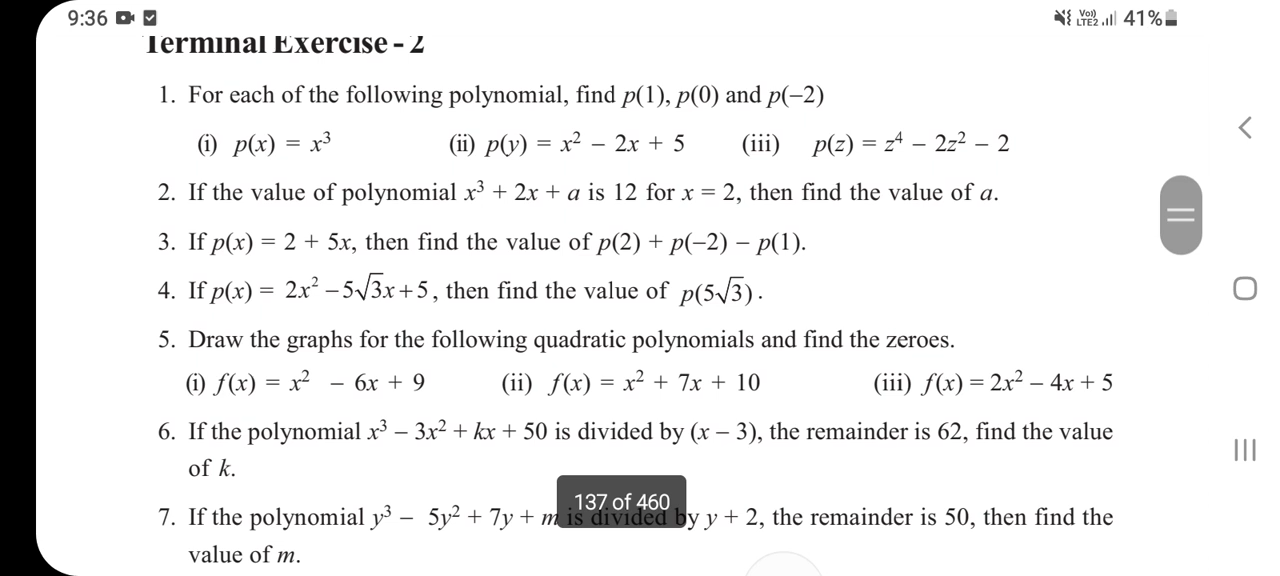 9:36 Vo)) LTE2 41%
Terminal Exercise - 2
1. For each of the following polynomial, find p(1), p(0) and p(−2)
(i) p(x) = x³ (ii) p(y) = x² − 2x + 5 (iii) p(z) = z⁴ − 2z² − 2
2. If the value of polynomial x³ + 2x + a is 12 for x = 2, then find the value of a.
3. If p(x) = 2 + 5x, then find the value of p(2) + p(−2) − p(1).
4. If p(x) = 2x² − 5√3x + 5, then find the value of p(5√3).
5. Draw the graphs for the following quadratic polynomials and find the zeroes.
(i) f(x) = x² − 6x + 9 (ii) f(x) = x² + 7x + 10 (iii) f(x) = 2x² − 4x + 5
6. If the polynomial x³ − 3x² + kx + 50 is divided by (x − 3), the remainder is 62, find the value
of k.
137 of 460
7. If the polynomial y³ − 5y² + 7y + m is divided by y + 2, the remainder is 50, then find the
value of m.